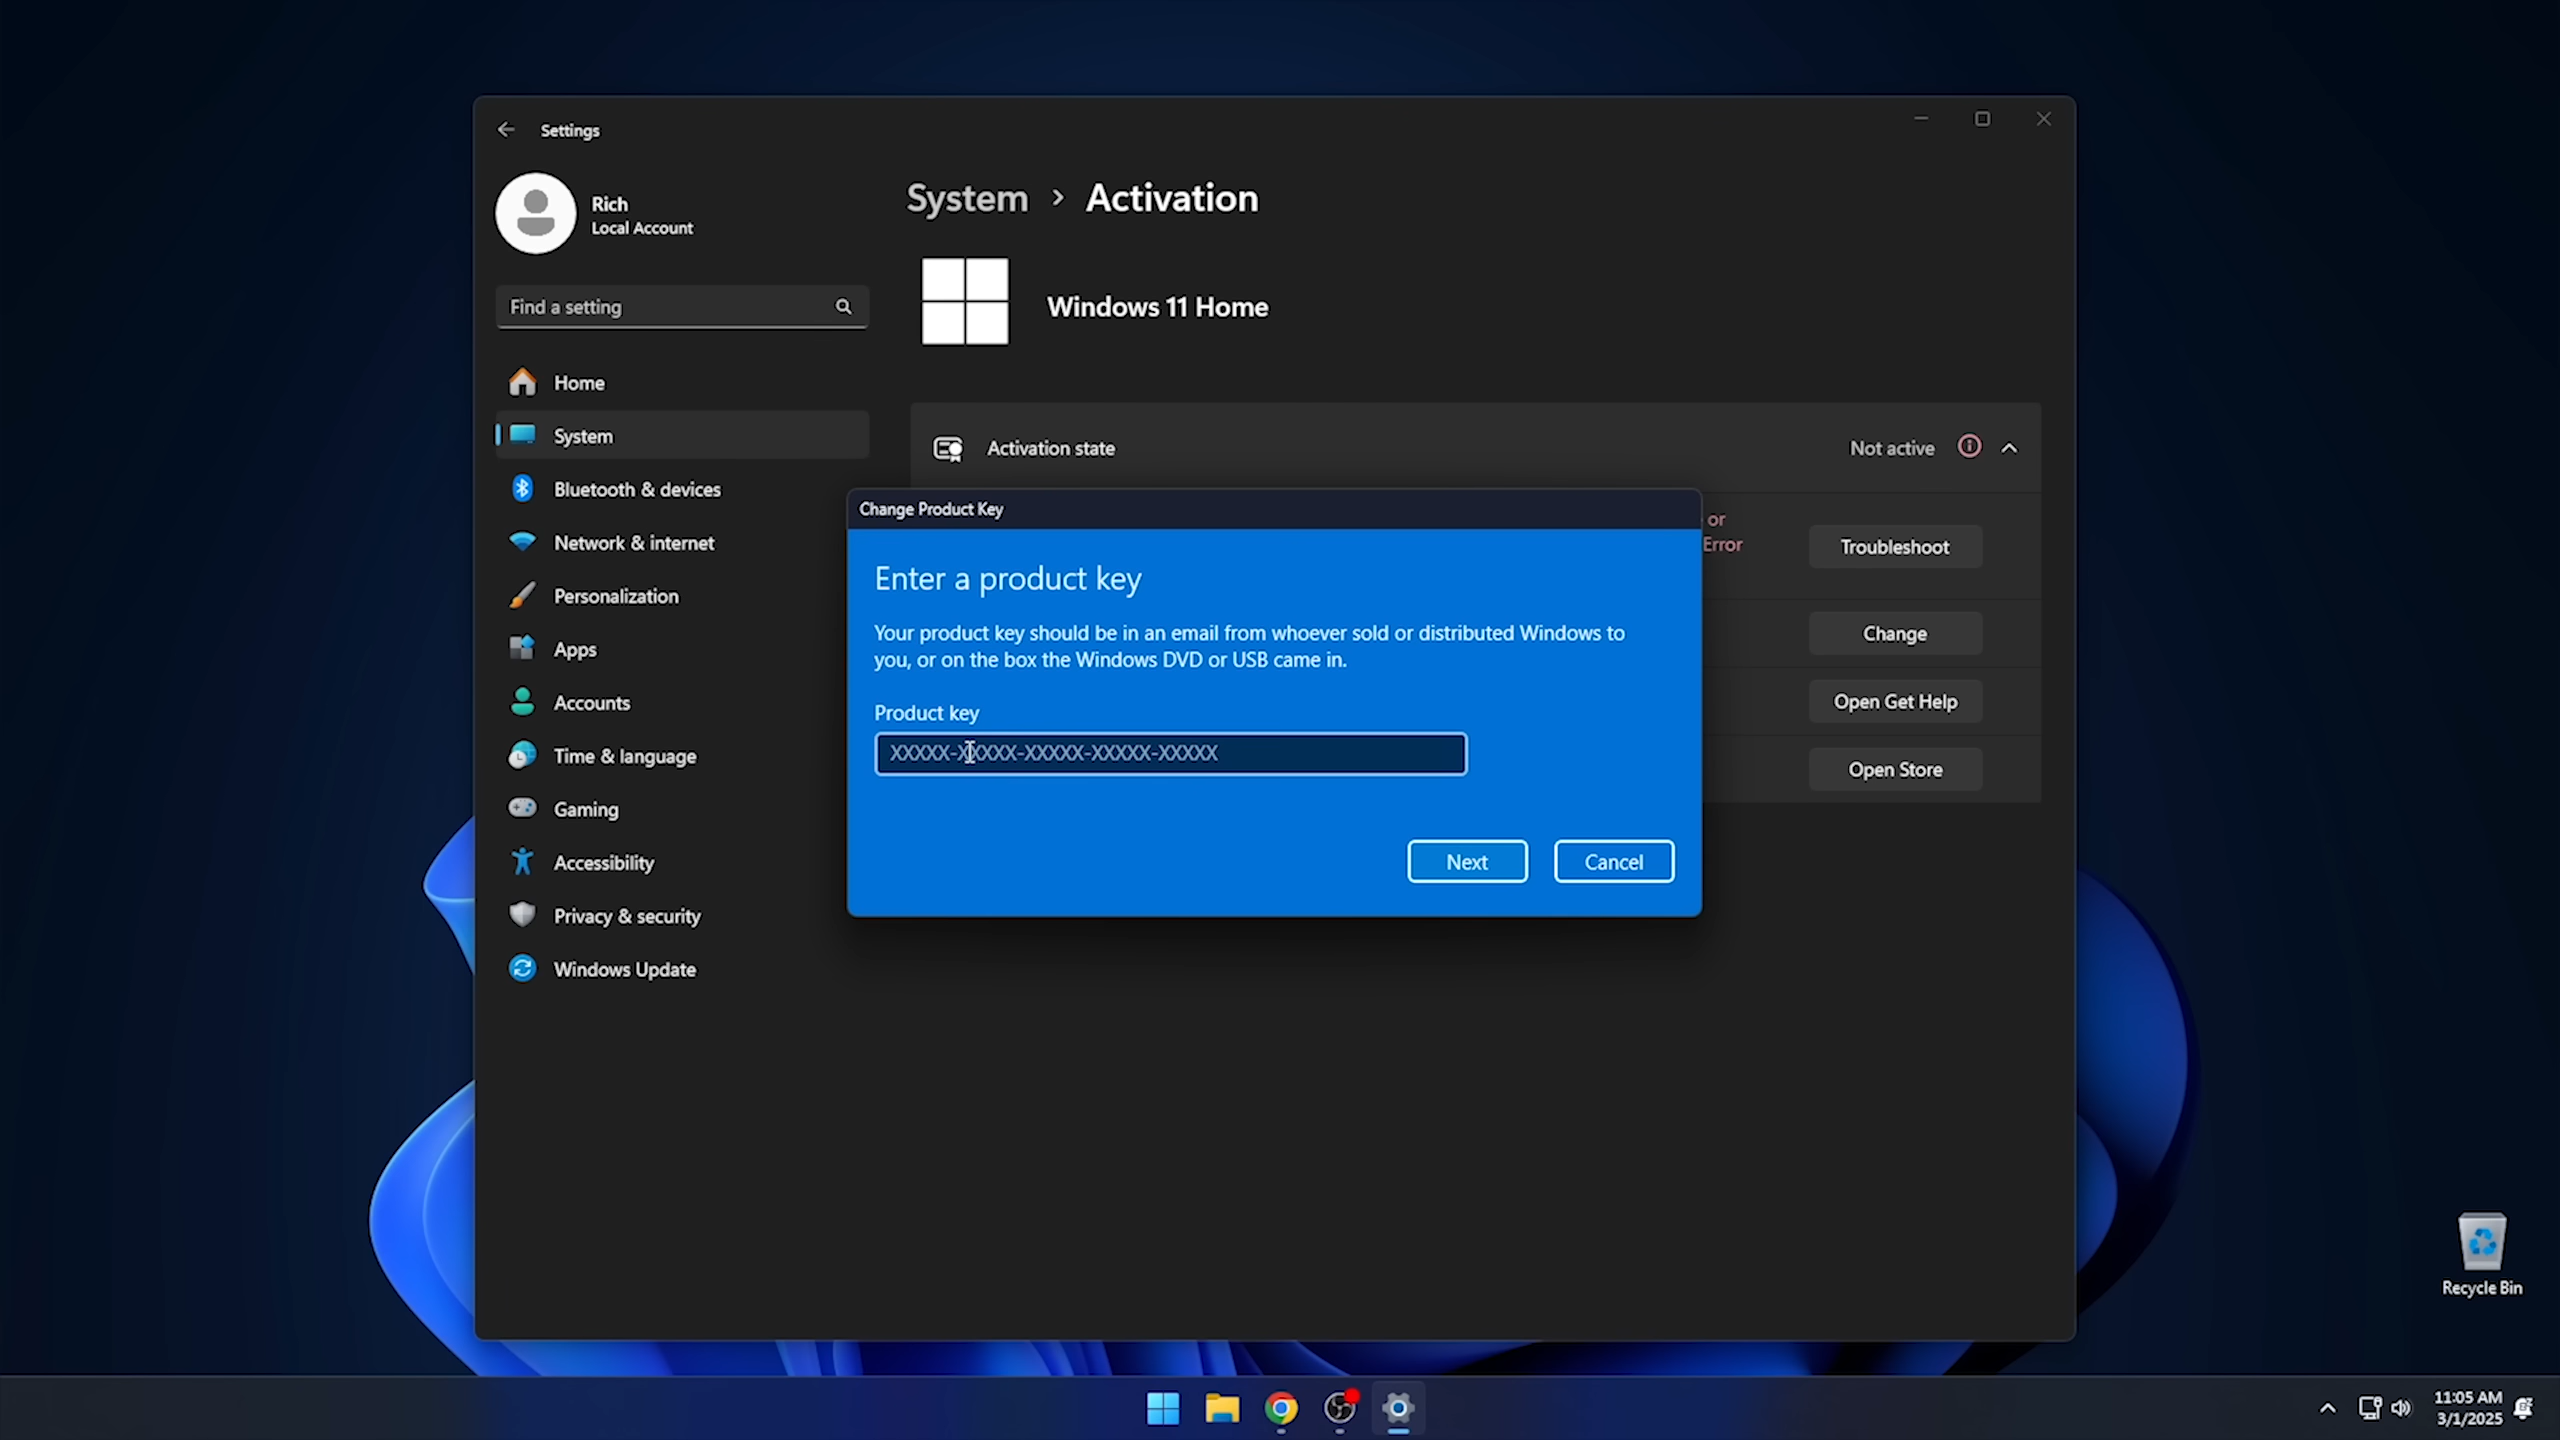 Settings
Rich
Local Account
Find a setting
Home
System
Bluetooth & devices
Network & internet
Personalization
Apps
Accounts
Time & language
Gaming
Accessibility
Privacy & security
Windows Update
System > Activation
Windows 11 Home
Activation state
Not active
or
Error
Troubleshoot
Change
Open Get Help
Open Store
Change Product Key
Enter a product key
Your product key should be in an email from whoever sold or distributed Windows to
you, or on the box the Windows DVD or USB came in.
Product key
XXXXX-XXXXX-XXXXX-XXXXX-XXXXX
Next
Cancel
Recycle Bin
11:05 AM
3/1/2025